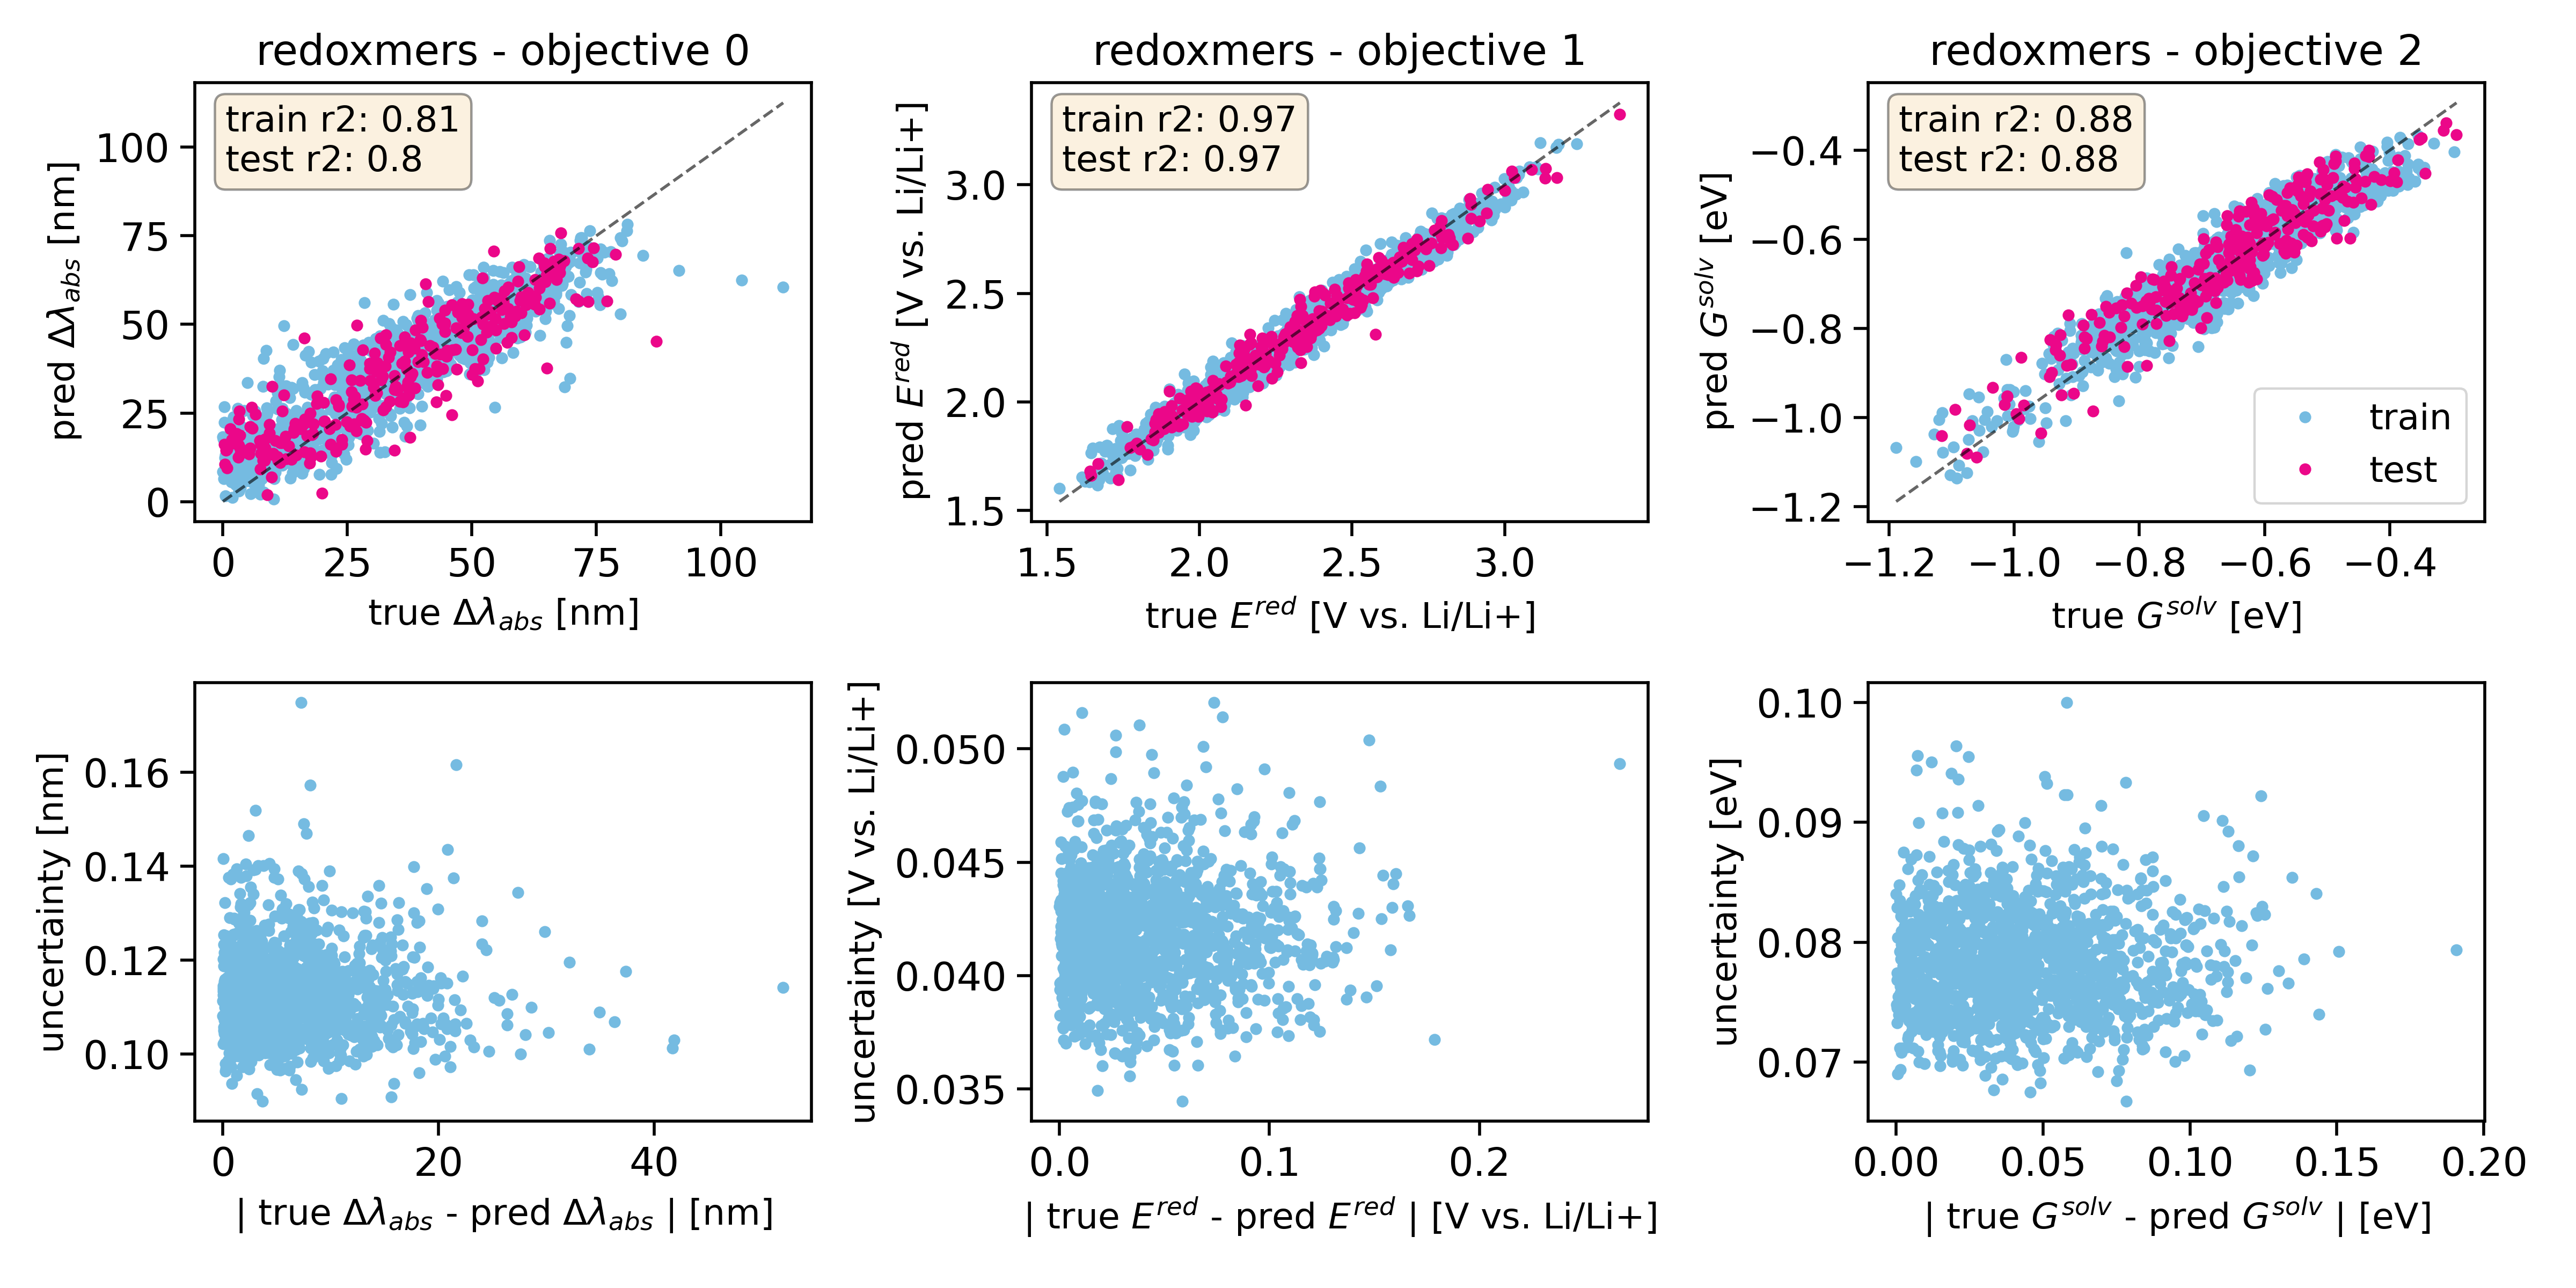 redoxmers - objective 0
train r2: 0.81
test r2: 0.8
pred Δλabs [nm]
100
75
50
25
0
0 25 50 75 100
true Δλabs [nm]
redoxmers - objective 1
train r2: 0.97
test r2: 0.97
pred E^red [V vs. Li/Li+]
3.0
2.5
2.0
1.5
1.5 2.0 2.5 3.0
true E^red [V vs. Li/Li+]
redoxmers - objective 2
train r2: 0.88
test r2: 0.88
pred G^solv [eV]
−0.4
−0.6
−0.8
−1.0
−1.2
train
test
−1.2 −1.0 −0.8 −0.6 −0.4
true G^solv [eV]
uncertainty [nm]
0.16
0.14
0.12
0.10
0 20 40
| true Δλabs - pred Δλabs | [nm]
uncertainty [V vs. Li/Li+]
0.050
0.045
0.040
0.035
0.0 0.1 0.2
| true E^red - pred E^red | [V vs. Li/Li+]
uncertainty [eV]
0.10
0.09
0.08
0.07
0.00 0.05 0.10 0.15 0.20
| true G^solv - pred G^solv | [eV]